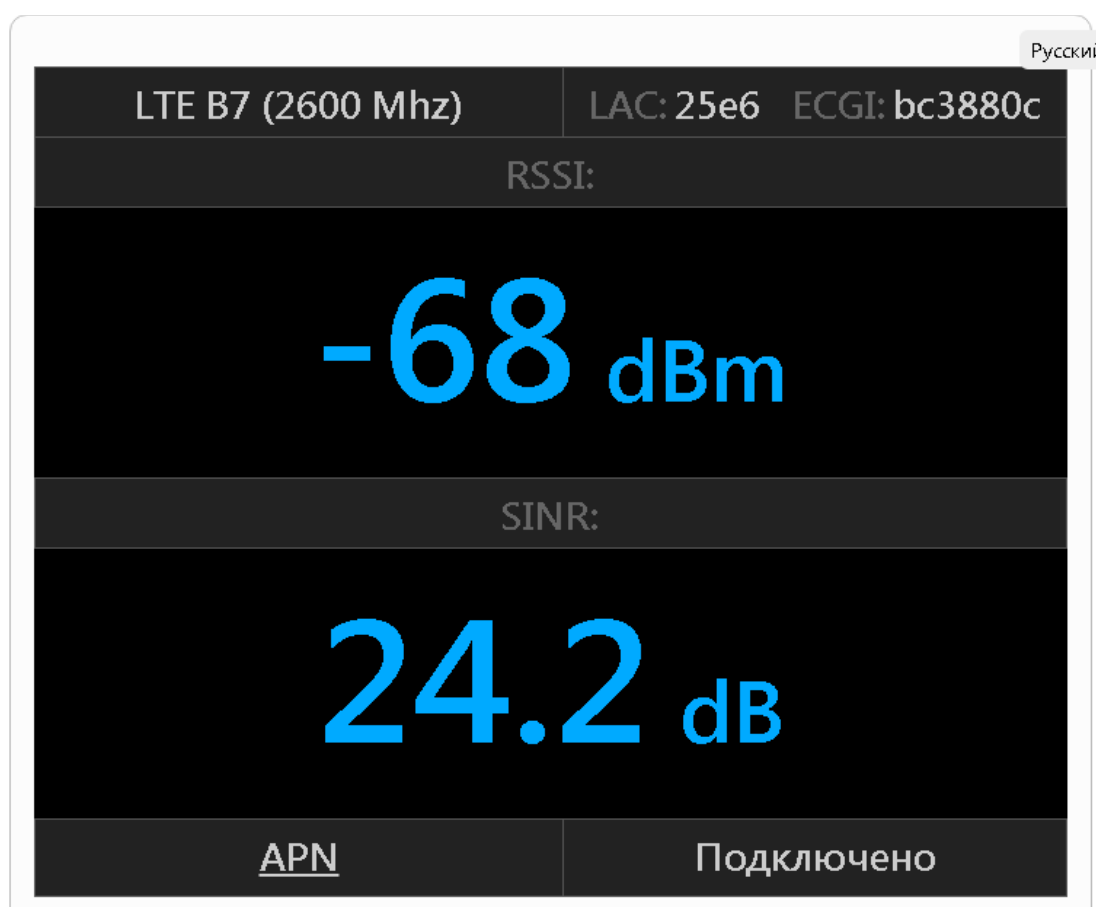 Русский
LTE B7 (2600 Mhz) LAC: 25e6 ECGI: bc3880c
RSSI:
-68 dBm
SINR:
24.2 dB
APN Подключено